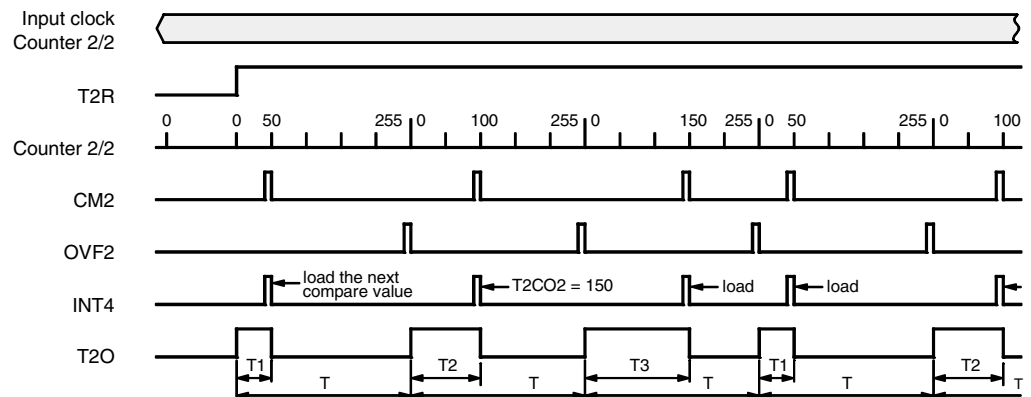 Input clock
Counter 2/2
T2R
0 0 50 255 0 100 255 0 150 255 0 50 255 0 100
Counter 2/2
CM2
OVF2
load the next
compare value
T2CO2 = 150
load
load
INT4
T2O
T1 T2 T3 T1 T2
T T T T T